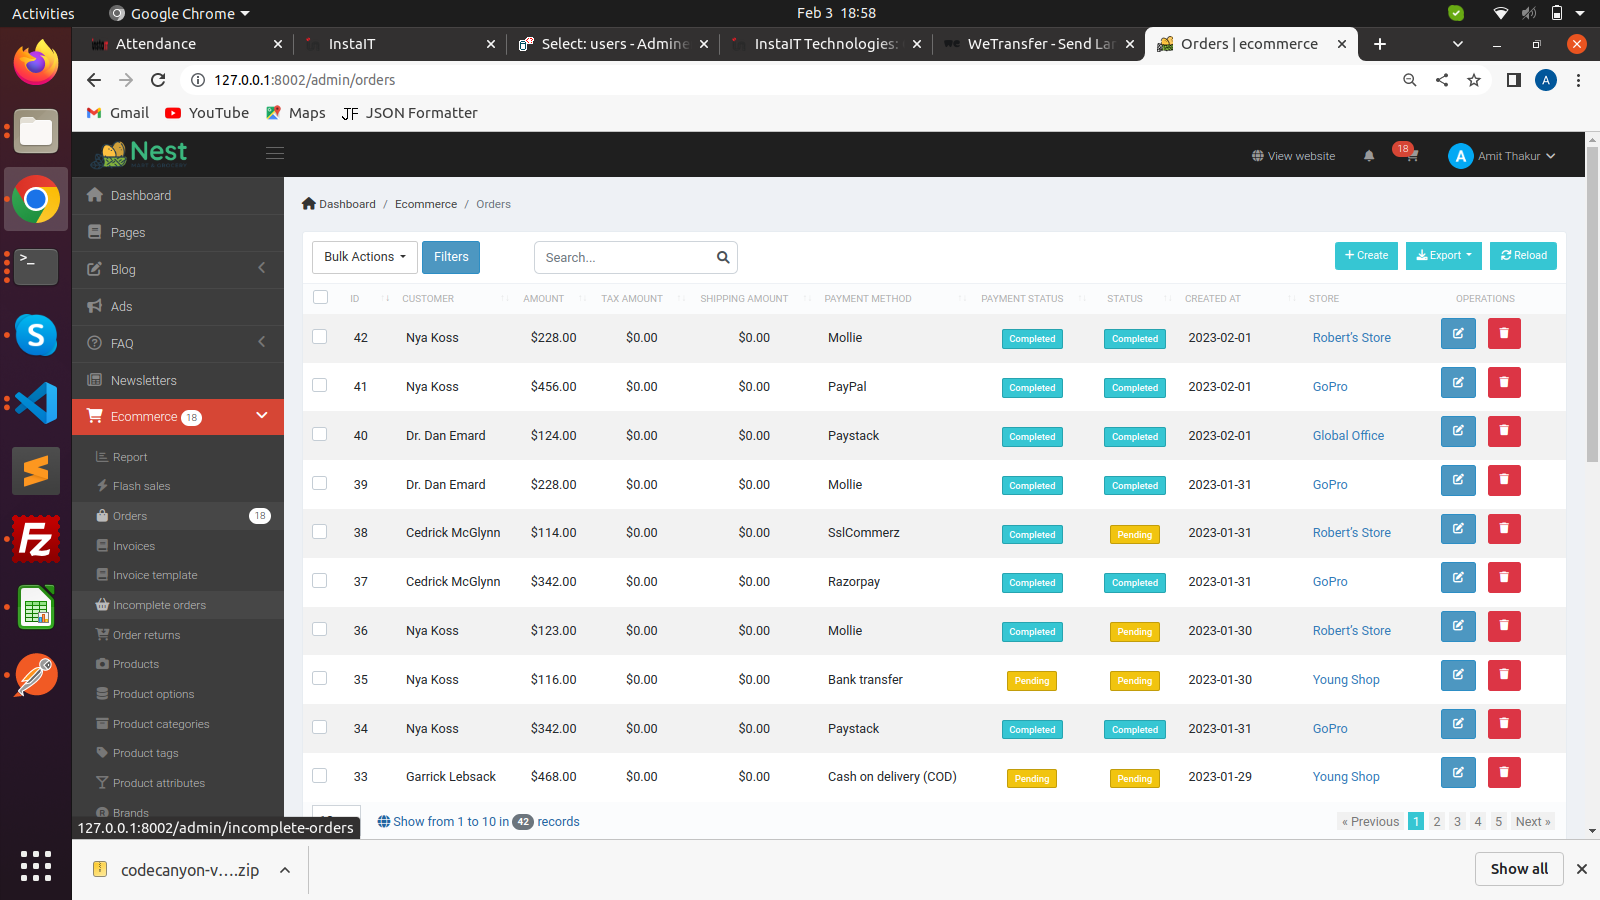 Activities Google Chrome Feb 3 18:58
Attendance InstaIT Select: users - Admine InstaIT Technologies: WeTransfer - Send Lar Orders | ecommerce
127.0.0.1:8002/admin/orders A
Gmail YouTube Maps JF JSON Formatter
Nest View website 18 A Amit Thakur
Dashboard
Pages
Blog
Ads
FAQ
Newsletters
Ecommerce 18
Report
Flash sales
Orders 18
Invoices
Invoice template
Incomplete orders
Order returns
Products
Product options
Product categories
Product tags
Product attributes
Brands
Dashboard / Ecommerce / Orders
Bulk Actions Filters Search... Create Export Reload
ID CUSTOMER AMOUNT TAX AMOUNT SHIPPING AMOUNT PAYMENT METHOD PAYMENT STATUS STATUS CREATED AT STORE OPERATIONS
42 Nya Koss $228.00 $0.00 $0.00 Mollie Completed Completed 2023-02-01 Robert's Store
41 Nya Koss $456.00 $0.00 $0.00 PayPal Completed Completed 2023-02-01 GoPro
40 Dr. Dan Emard $124.00 $0.00 $0.00 Paystack Completed Completed 2023-02-01 Global Office
39 Dr. Dan Emard $228.00 $0.00 $0.00 Mollie Completed Completed 2023-01-31 GoPro
38 Cedrick McGlynn $114.00 $0.00 $0.00 SslCommerz Completed Pending 2023-01-31 Robert's Store
37 Cedrick McGlynn $342.00 $0.00 $0.00 Razorpay Completed Completed 2023-01-31 GoPro
36 Nya Koss $123.00 $0.00 $0.00 Mollie Completed Pending 2023-01-30 Robert's Store
35 Nya Koss $116.00 $0.00 $0.00 Bank transfer Pending Pending 2023-01-30 Young Shop
34 Nya Koss $342.00 $0.00 $0.00 Paystack Completed Completed 2023-01-31 GoPro
33 Garrick Lebsack $468.00 $0.00 $0.00 Cash on delivery (COD) Pending Pending 2023-01-29 Young Shop
Show from 1 to 10 in 42 records « Previous 1 2 3 4 5 Next »
127.0.0.1:8002/admin/incomplete-orders
codecanyon-v....zip Show all